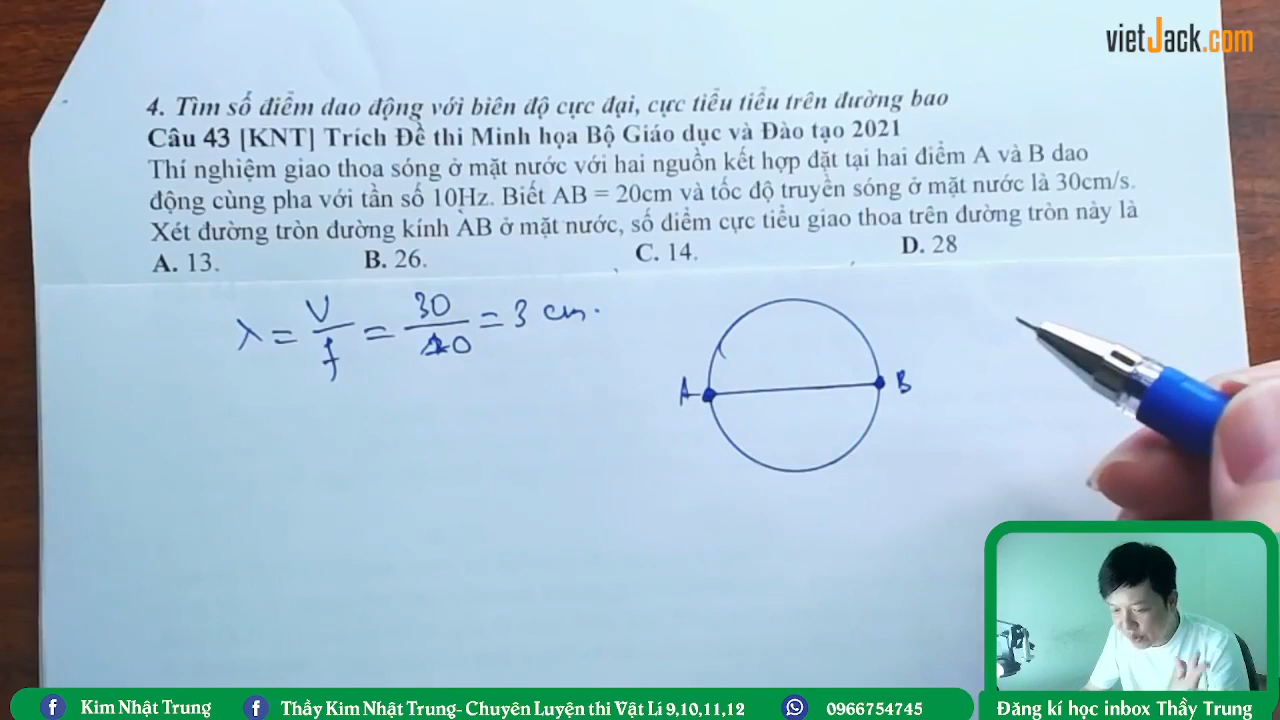 vietJack.com
4. Tìm số điểm dao động với biên độ cực đại, cực tiểu tiểu trên đường bao
Câu 43 [KNT] Trích Đề thi Minh họa Bộ Giáo dục và Đào tạo 2021
Thí nghiệm giao thoa sóng ở mặt nước với hai nguồn kết hợp đặt tại hai điểm A và B dao
động cùng pha với tần số 10Hz. Biết AB = 20cm và tốc độ truyền sóng ở mặt nước là 30cm/s.
Xét đường tròn đường kính AB ở mặt nước, số điểm cực tiểu giao thoa trên đường tròn này là
A. 13. B. 26. C. 14. D. 28
λ = v/f = 30/10 = 3 cm.
A B
Kim Nhật Trung Thầy Kim Nhật Trung- Chuyên Luyện thi Vật Lí 9,10,11,12 0966754745 Đăng kí học inbox Thầy Trung